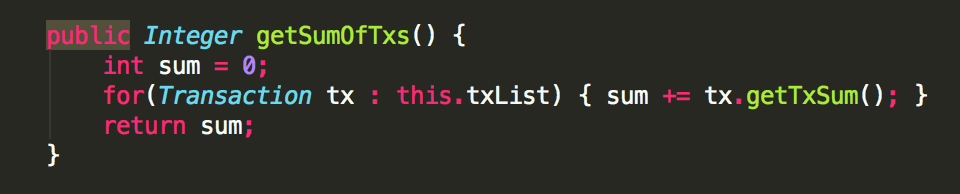 public Integer getSumOfTxs() {
    int sum = 0;
    for(Transaction tx : this.txList) { sum += tx.getTxSum(); }
    return sum;
}